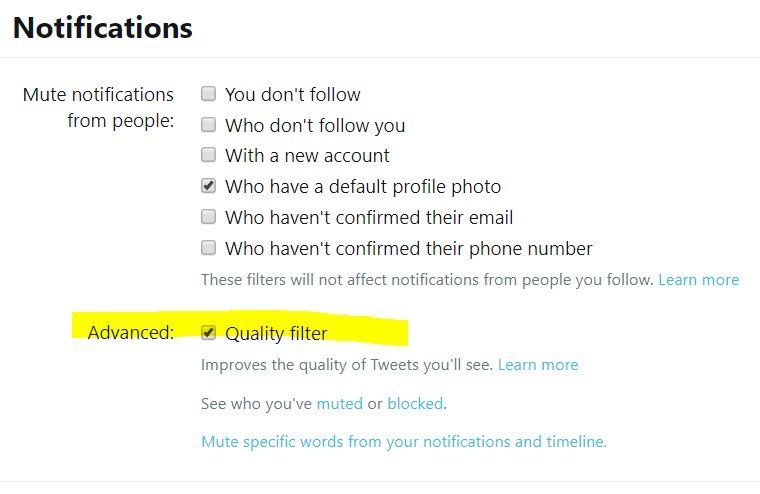 Notifications
Mute notifications from people:
You don't follow
Who don't follow you
With a new account
Who have a default profile photo
Who haven't confirmed their email
Who haven't confirmed their phone number
These filters will not affect notifications from people you follow. Learn more
Advanced:
Quality filter
Improves the quality of Tweets you'll see. Learn more
See who you've muted or blocked.
Mute specific words from your notifications and timeline.